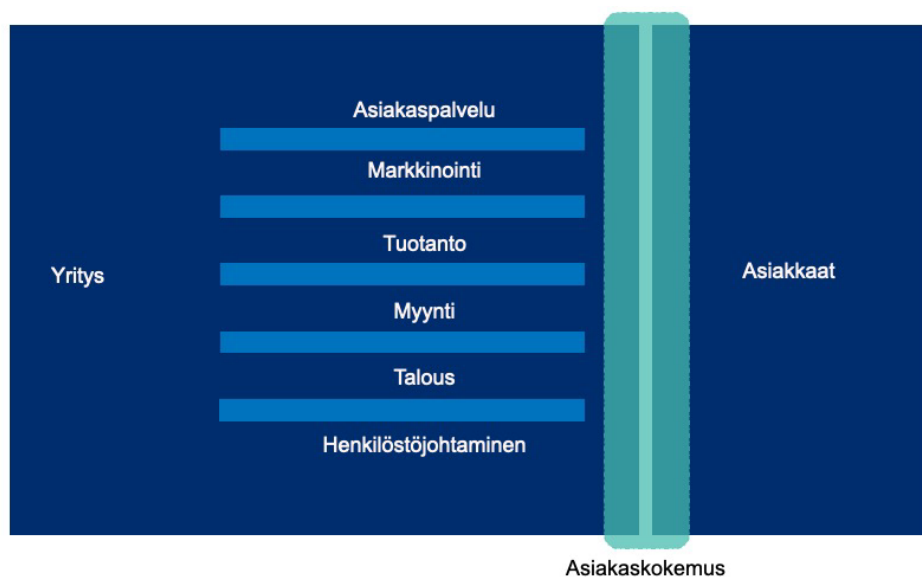 Asiakaspalvelu
Markkinointi
Tuotanto
Yritys
Asiakkaat
Myynti
Talous
Henkilöstöjohtaminen
Asiakaskokemus